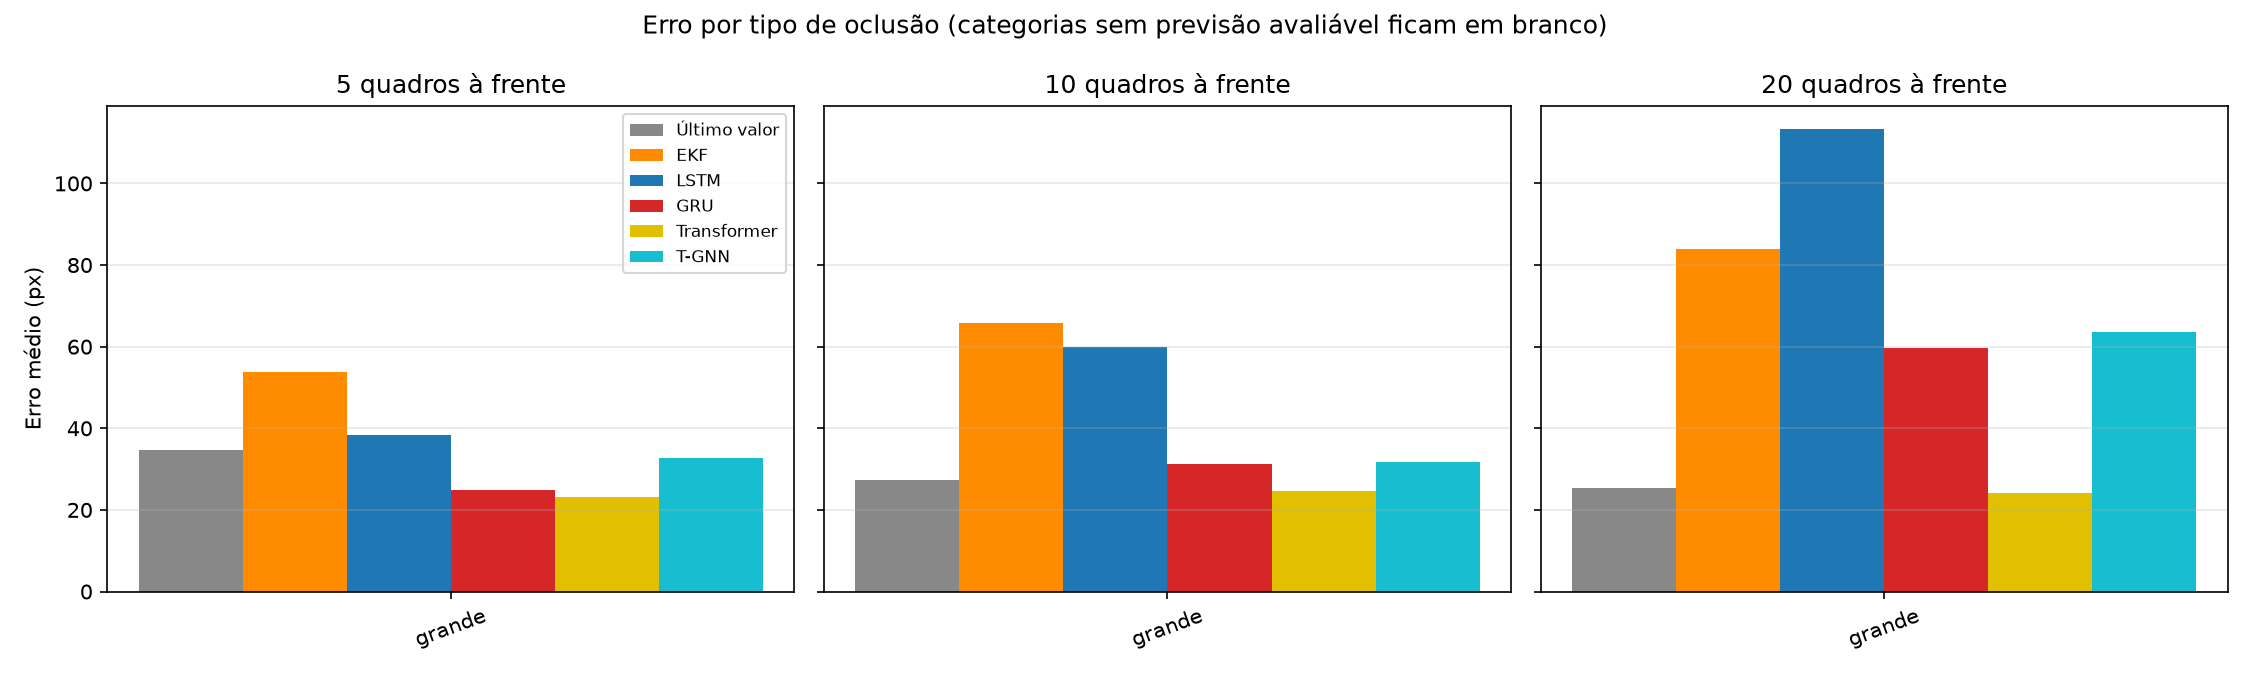 Erro por tipo de oclusão (categorias sem previsão avaliável ficam em branco)
5 quadros à frente
10 quadros à frente
20 quadros à frente
Último valor
EKF
LSTM
GRU
Transformer
T-GNN
Erro médio (px)
100
80
60
40
20
0
grande
grande
grande